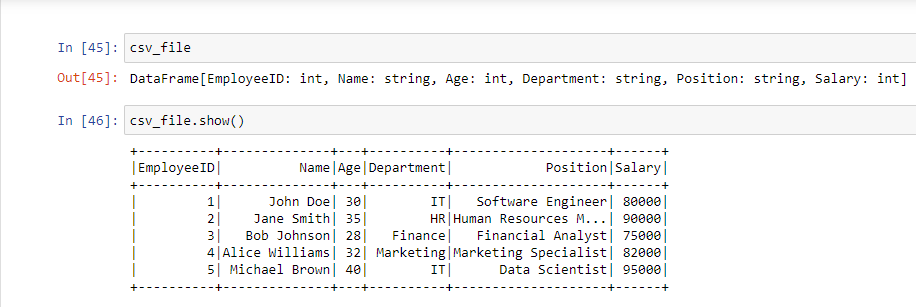 In [45]: csv_file
Out[45]: DataFrame[EmployeeID: int, Name: string, Age: int, Department: string, Position: string, Salary: int]
In [46]: csv_file.show()
+----------+--------------+---+----------+--------------------+------+
|EmployeeID|          Name|Age|Department|            Position|Salary|
+----------+--------------+---+----------+--------------------+------+
|         1|      John Doe| 30|        IT|   Software Engineer| 80000|
|         2|    Jane Smith| 35|        HR|Human Resources M...| 90000|
|         3|   Bob Johnson| 28|   Finance|   Financial Analyst| 75000|
|         4|Alice Williams| 32| Marketing|Marketing Specialist| 82000|
|         5| Michael Brown| 40|        IT|      Data Scientist| 95000|
+----------+--------------+---+----------+--------------------+------+